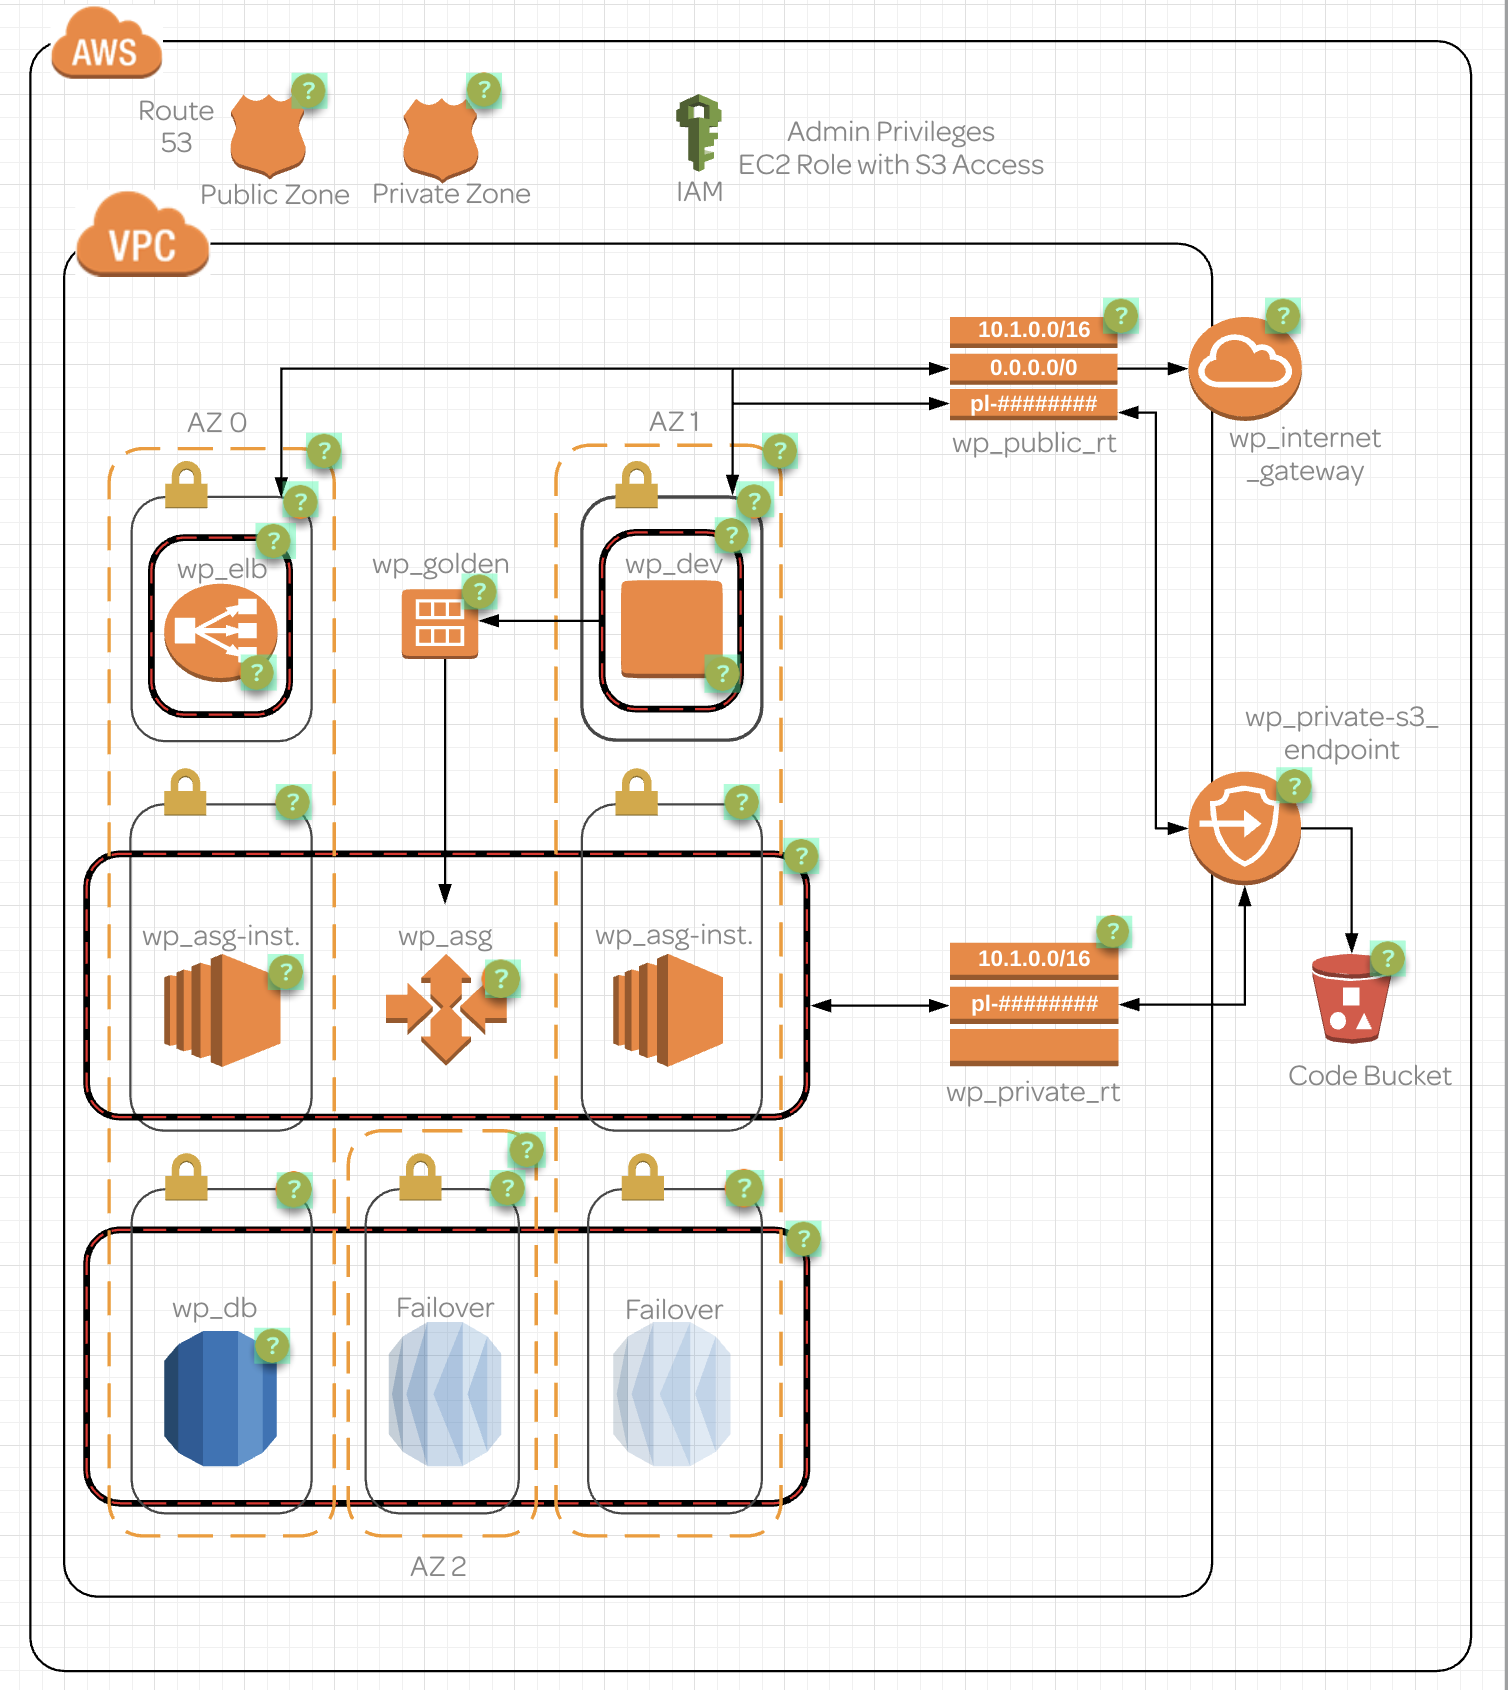 AWS
Route
53
?
?
Public Zone
Private Zone
IAM
Admin Privileges
EC2 Role with S3 Access
VPC
10.1.0.0/16
?
0.0.0.0/0
pl-########
wp_public_rt
?
wp_internet
_gateway
AZ 0
?
AZ 1
?
?
?
?
?
wp_elb
?
wp_golden
?
wp_dev
?
wp_private-s3_
endpoint
?
?
?
?
wp_asg-inst.
?
wp_asg
?
wp_asg-inst.
10.1.0.0/16
?
pl-########
wp_private_rt
?
Code Bucket
?
?
?
?
?
wp_db
?
Failover
Failover
AZ 2